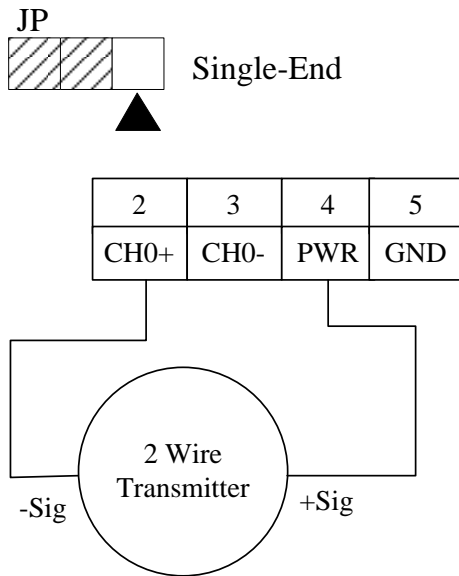 JP
Single-End
2 3 4 5
CH0+ CH0- PWR GND
2 Wire
Transmitter
-Sig
+Sig